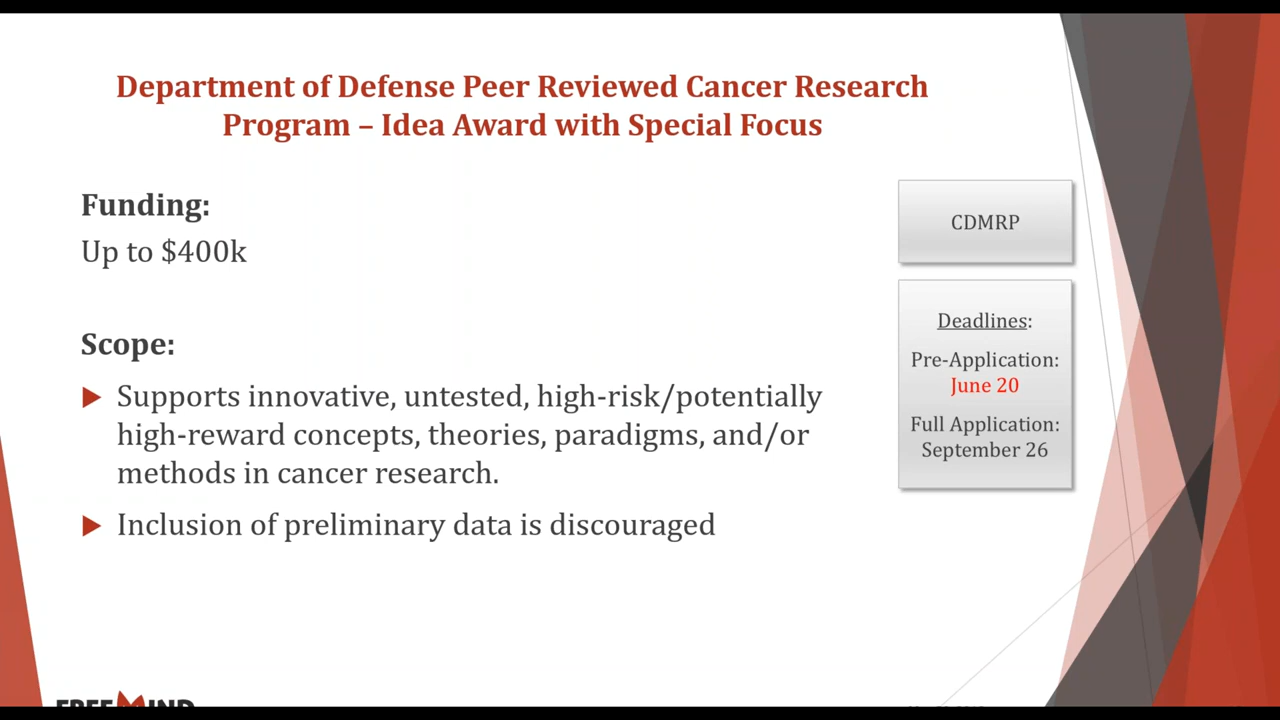 Department of Defense Peer Reviewed Cancer Research
Program – Idea Award with Special Focus
Funding:
Up to $400k
Scope:
Supports innovative, untested, high-risk/potentially
high-reward concepts, theories, paradigms, and/or
methods in cancer research.
Inclusion of preliminary data is discouraged
CDMRP
Deadlines:
Pre-Application:
June 20
Full Application:
September 26
FREEMIND